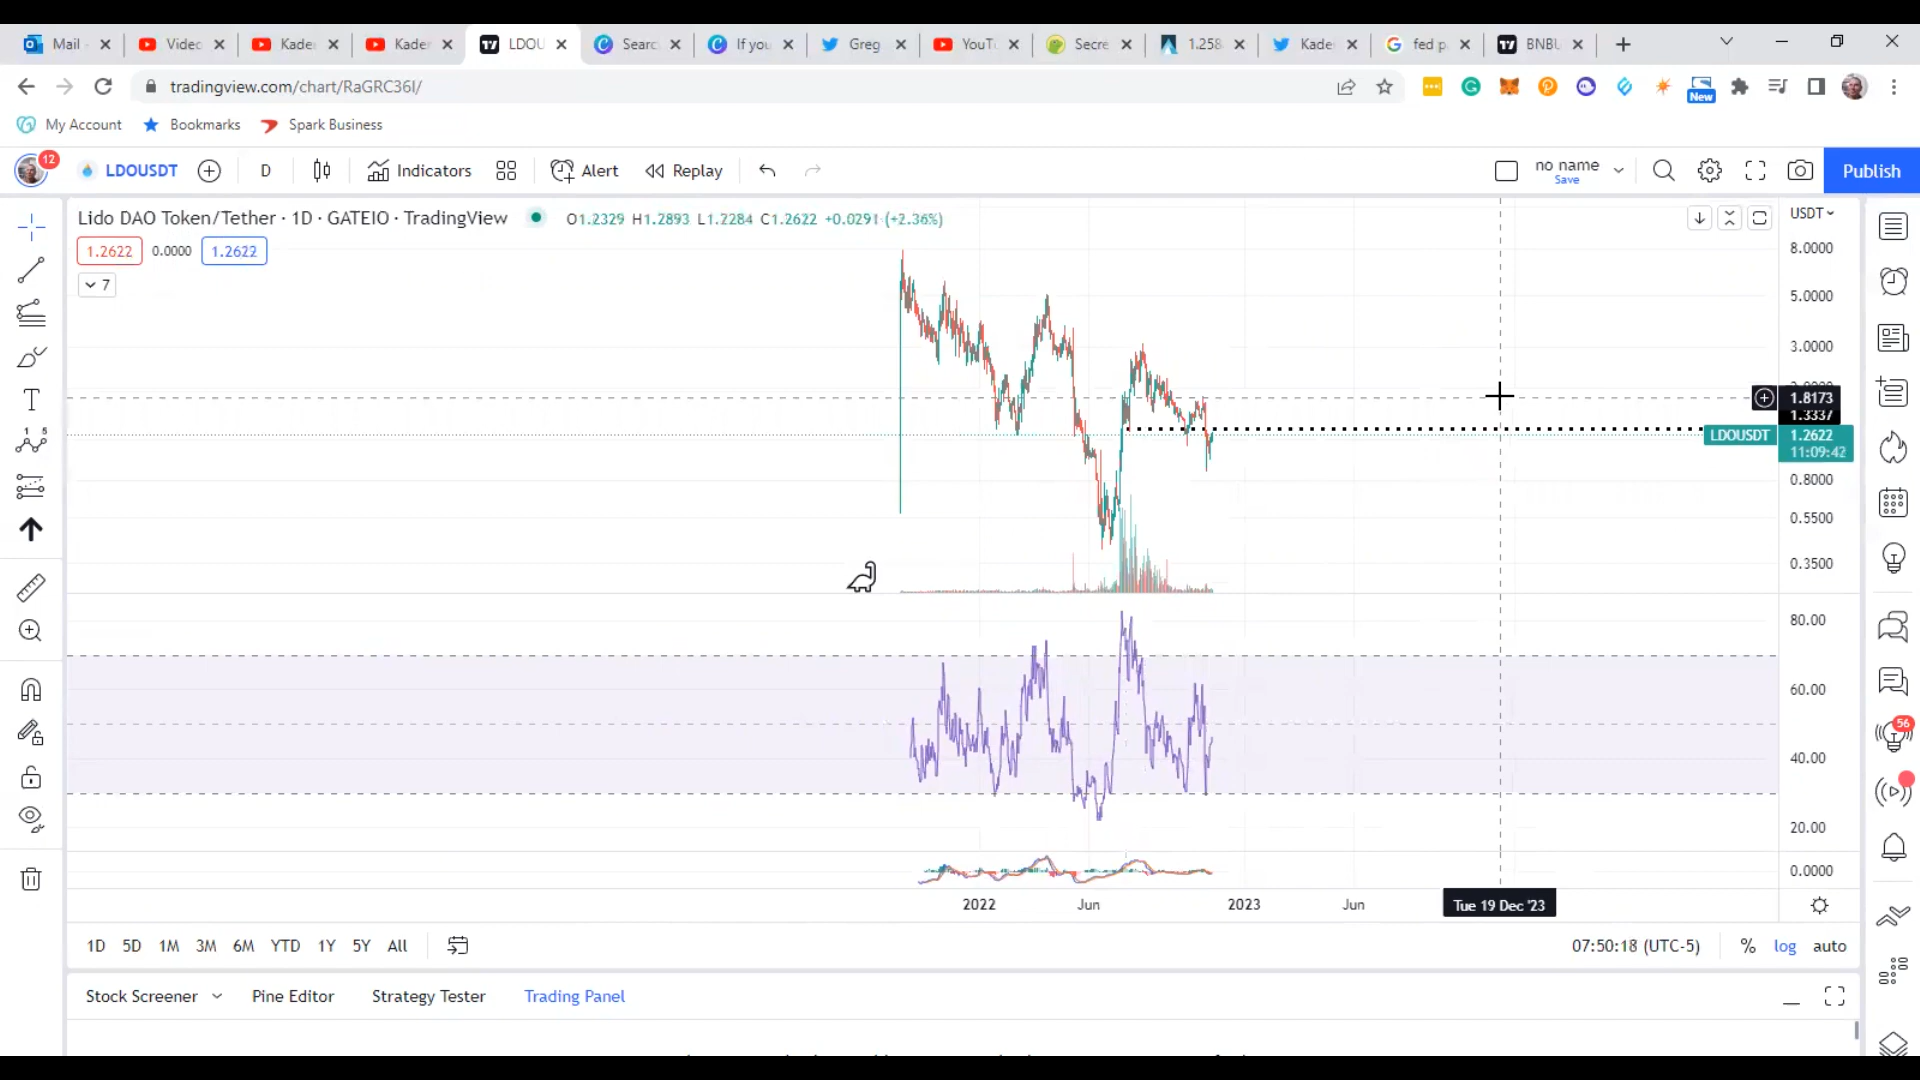 Mail
Video
Kade
Kader
LDOU
Searc
If you
Greg
YouT
Secre
1.258
Kade
fed p
BNBU
tradingview.com/chart/RaGRC36I/
New
My Account
Bookmarks
Spark Business
12
LDOUSDT
D
Indicators
Alert
Replay
no name
Save
Publish
Lido DAO Token/Tether · 1D · GATEIO · TradingView
O1.2329 H1.2893 L1.2284 C1.2622 +0.0291 (+2.36%)
USDT
1.2622
0.0000
1.2622
7
8.0000
5.0000
3.0000
1.8173
1.3337
LDOUSDT
1.2622
11:09:42
0.8000
0.5500
0.3500
80.00
60.00
40.00
20.00
0.0000
56
2022
Jun
2023
Jun
Tue 19 Dec '23
1D
5D
1M
3M
6M
YTD
1Y
5Y
All
07:50:18 (UTC-5)
%
log
auto
Stock Screener
Pine Editor
Strategy Tester
Trading Panel